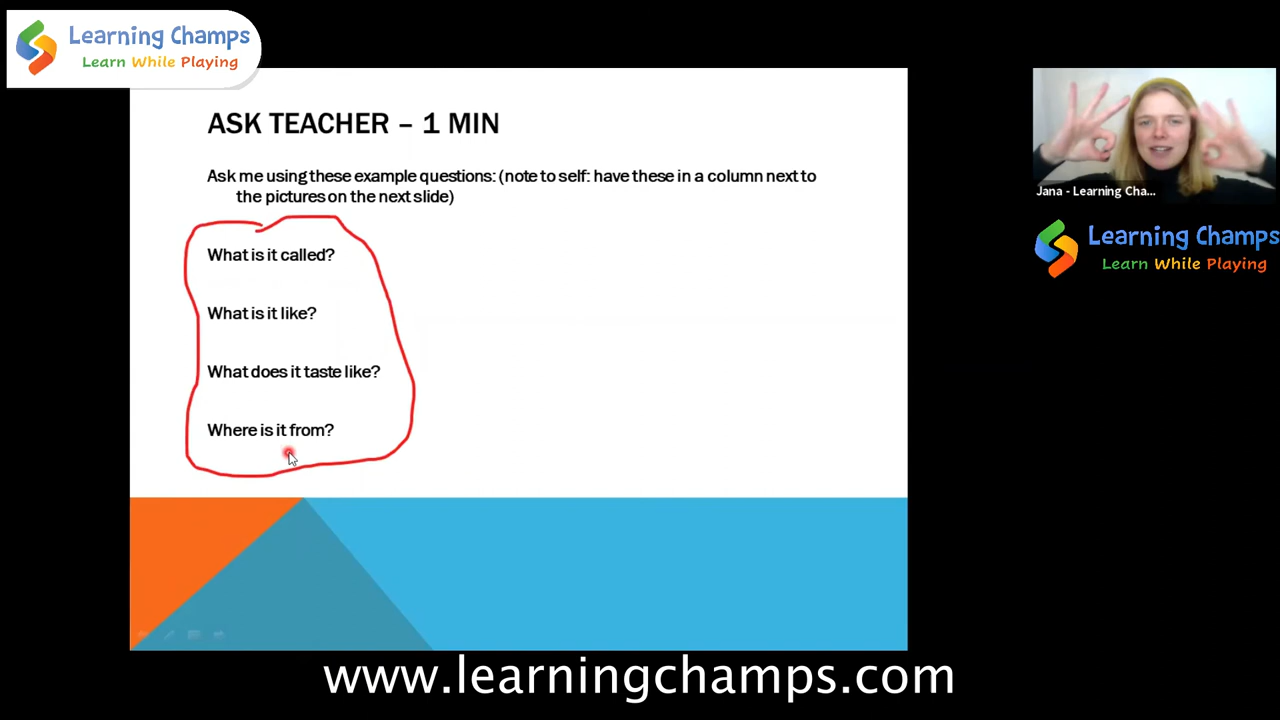 Learning Champs
Learn While Playing
ASK TEACHER – 1 MIN
Ask me using these example questions: (note to self: have these in a column next to
the pictures on the next slide)
What is it called?
What is it like?
What does it taste like?
Where is it from?
Jana - Learning Cha...
Learning Champs
Learn While Playing
www.learningchamps.com